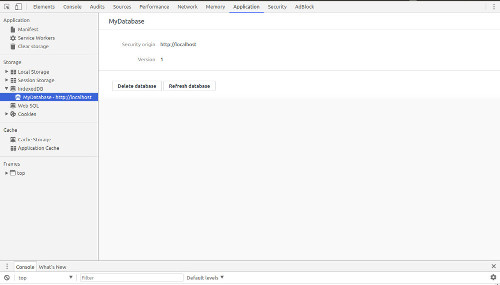 Elements Console Audits Sources Performance Network Memory Application Security AdBlock
Application
Manifest
Service Workers
Clear storage
Storage
Local Storage
Session Storage
IndexedDB
MyDatabase - http://localhost
Web SQL
Cookies
Cache
Cache Storage
Application Cache
Frames
top
MyDatabase
Security origin http://localhost
Version 1
Delete database Refresh database
Console What's New
top Filter Default levels